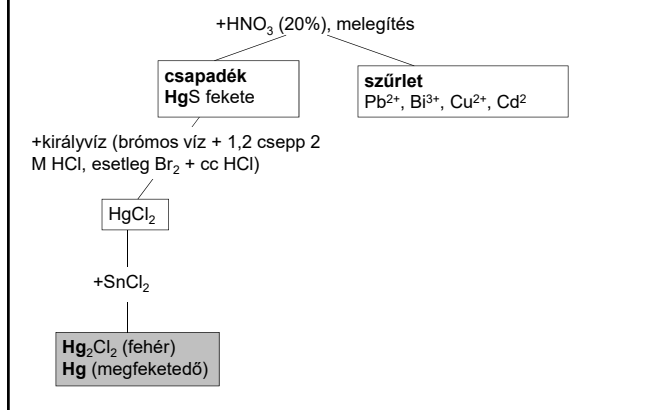 +HNO₃ (20%), melegítés
csapadék
HgS fekete
szűrlet
Pb²⁺, Bi³⁺, Cu²⁺, Cd²
+királyvíz (brómos víz + 1,2 csepp 2
M HCl, esetleg Br₂ + cc HCl)
HgCl₂
+SnCl₂
Hg₂Cl₂ (fehér)
Hg (megfeketedő)